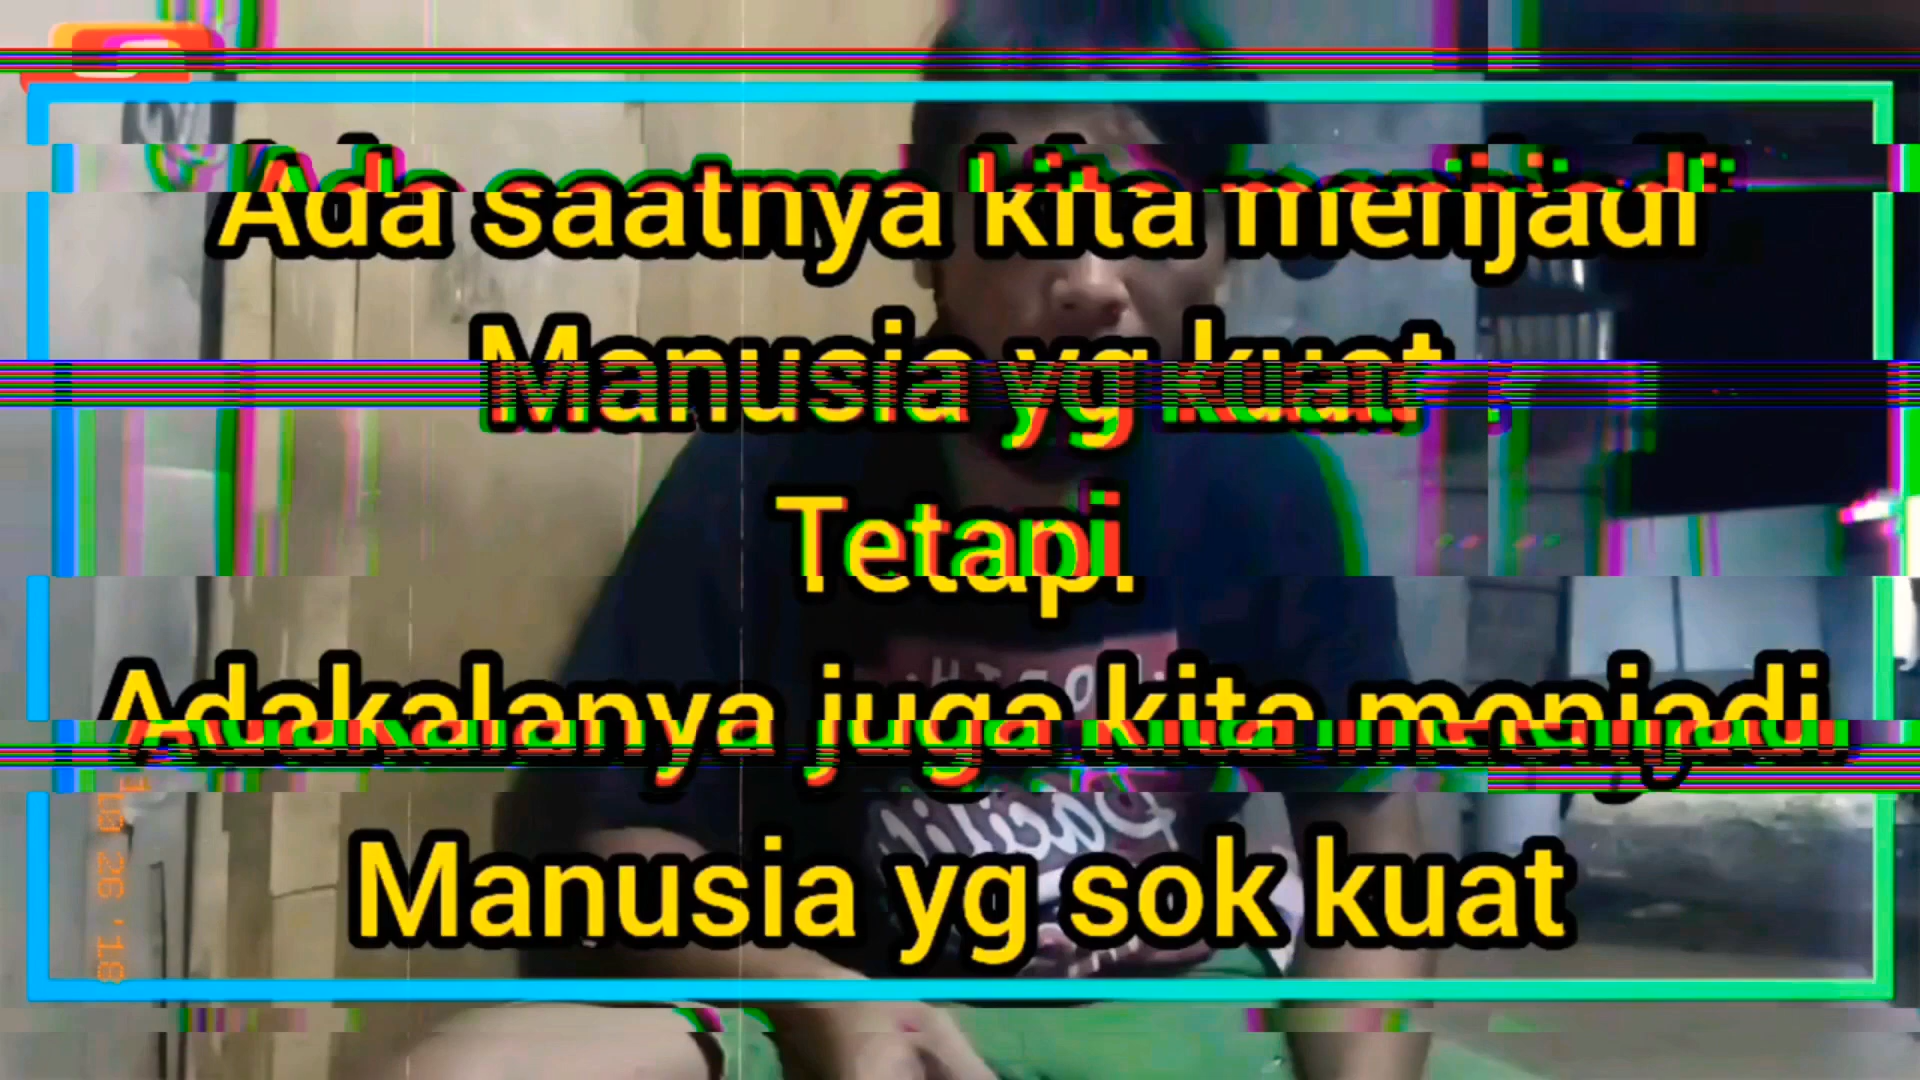 Ada saatnya kita menjadi
Manusia yg kuat
Tetapi
Adakalanya juga kita menjadi
Manusia yg sok kuat